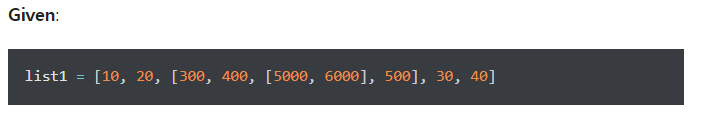 Given:
list1 = [10, 20, [300, 400, [5000, 6000], 500], 30, 40]